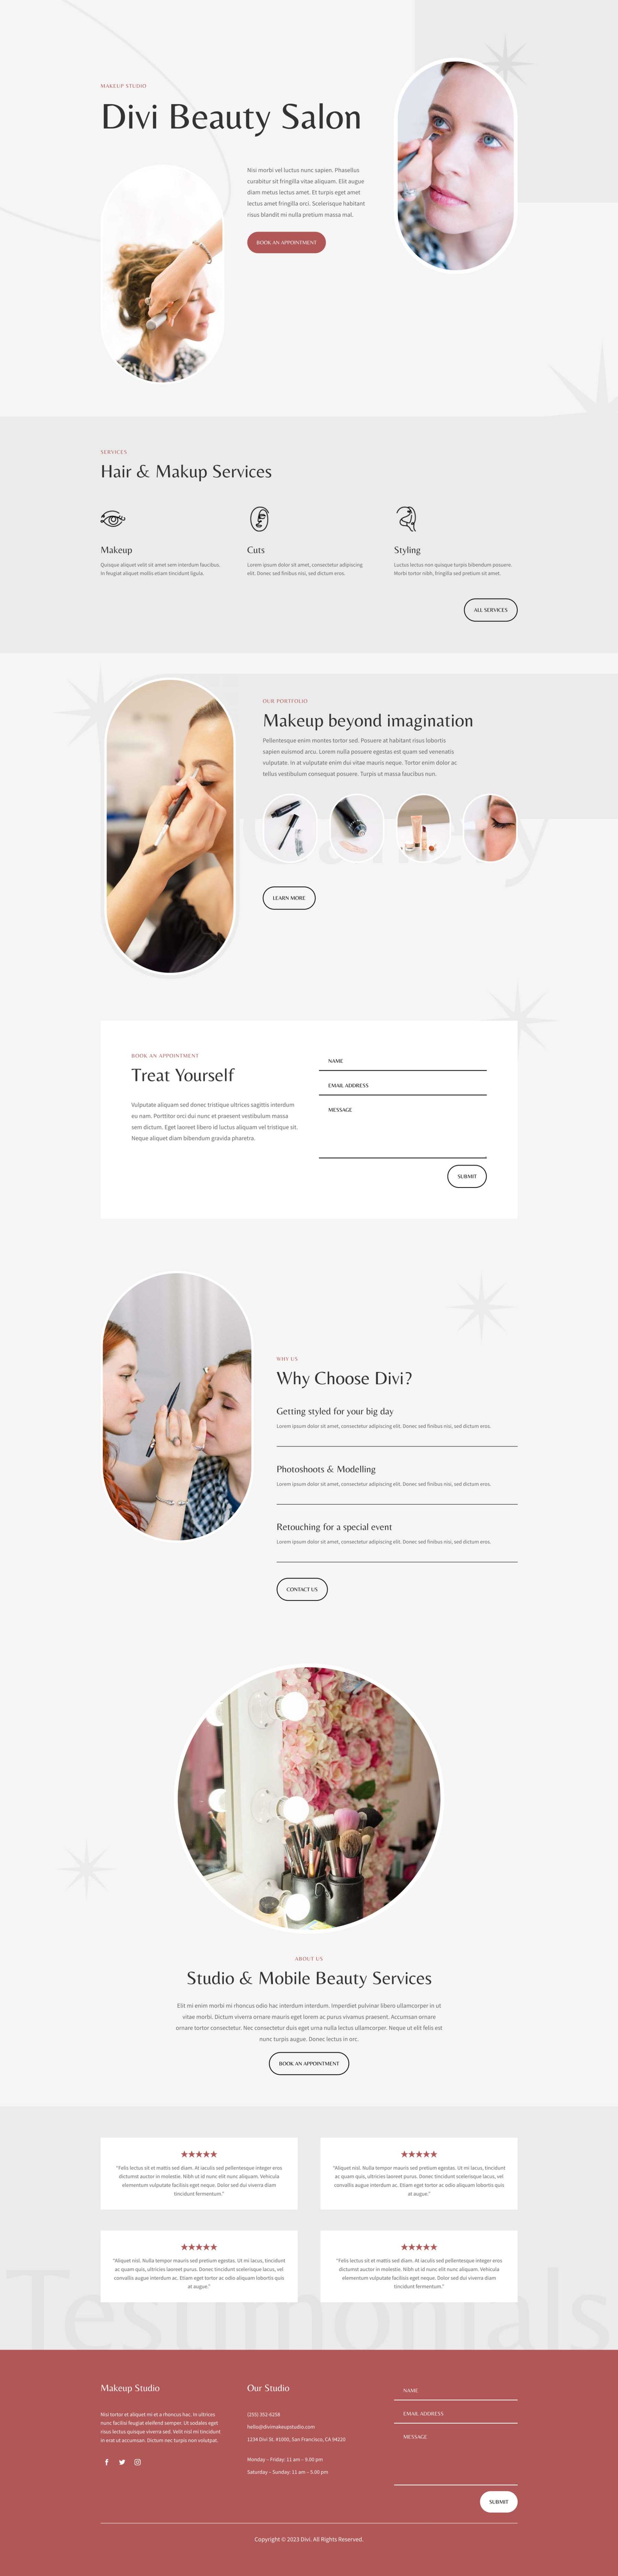 MAKEUP STUDIO
Divi Beauty Salon
Nisi morbi vel luctus nunc sapien. Phasellus
curabitur sit fringilla vitae aliquam. Elit augue
diam metus lectus amet. Et turpis eget amet
lectus amet fringilla orci. Scelerisque habitant
risus blandit mi nulla pretium massa mal.
BOOK AN APPOINTMENT
SERVICES
Hair & Makup Services
Makeup
Quisque aliquet velit sit amet sem interdum faucibus.
In feugiat aliquet mollis etiam tincidunt ligula.
Cuts
Lorem ipsum dolor sit amet, consectetur adipiscing
elit. Donec sed finibus nisi, sed dictum eros.
Styling
Luctus lectus non quisque turpis bibendum posuere.
Morbi tortor nibh, fringilla sed pretium sit amet.
ALL SERVICES
OUR PORTFOLIO
Makeup beyond imagination
Pellentesque enim montes tortor sed. Posuere at habitant risus lobortis
sapien euismod arcu. Lorem nulla posuere egestas est quam sed venenatis
vulputate. In at vulputate enim dui vitae mauris neque. Tortor enim dolor ac
tellus vestibulum consequat posuere. Turpis ut massa faucibus nun.
LEARN MORE
BOOK AN APPOINTMENT
Treat Yourself
Vulputate aliquam sed donec tristique ultrices sagittis interdum
eu nam. Porttitor orci dui nunc et praesent vestibulum massa
sem dictum. Eget laoreet libero id luctus aliquam vel tristique sit.
Neque aliquet diam bibendum gravida pharetra.
NAME
EMAIL ADDRESS
MESSAGE
SUBMIT
WHY US
Why Choose Divi?
Getting styled for your big day
Lorem ipsum dolor sit amet, consectetur adipiscing elit. Donec sed finibus nisi, sed dictum eros.
Photoshoots & Modelling
Lorem ipsum dolor sit amet, consectetur adipiscing elit. Donec sed finibus nisi, sed dictum eros.
Retouching for a special event
Lorem ipsum dolor sit amet, consectetur adipiscing elit. Donec sed finibus nisi, sed dictum eros.
CONTACT US
ABOUT US
Studio & Mobile Beauty Services
Elit mi enim morbi mi rhoncus odio hac interdum interdum. Imperdiet pulvinar libero ullamcorper in ut
vitae morbi. Dictum viverra ornare mauris eget lorem ac purus vivamus praesent. Accumsan ornare
ornare tortor consectetur. Nec consectetur duis eget urna nulla lectus ullamcorper. Neque ut elit felis est
nunc turpis augue. Donec lectus in orc.
BOOK AN APPOINTMENT
"Felis lectus sit et mattis sed diam. At iaculis sed pellentesque integer eros
dictumst auctor in molestie. Nibh ut id nunc elit nunc aliquam. Vehicula
elementum vulputate facilisis eget neque. Dolor sed dui viverra diam
tincidunt fermentum."
"Aliquet nisl. Nulla tempor mauris sed pretium egestas. Ut mi lacus, tincidunt
ac quam quis, ultricies laoreet purus. Donec tincidunt scelerisque lacus, vel
convallis augue interdum ac. Etiam eget tortor ac odio aliquam lobortis quis
at augue."
"Aliquet nisl. Nulla tempor mauris sed pretium egestas. Ut mi lacus, tincidunt
ac quam quis, ultricies laoreet purus. Donec tincidunt scelerisque lacus, vel
convallis augue interdum ac. Etiam eget tortor ac odio aliquam lobortis quis
at augue."
"Felis lectus sit et mattis sed diam. At iaculis sed pellentesque integer eros
dictumst auctor in molestie. Nibh ut id nunc elit nunc aliquam. Vehicula
elementum vulputate facilisis eget neque. Dolor sed dui viverra diam
tincidunt fermentum."
Testimonials
Makeup Studio
Nisi tortor et aliquet mi et a rhoncus hac. In ultrices
nunc facilisi feugiat eleifend semper. Ut sodales eget
risus lectus quisque viverra sed. Velit nisl mi tincidunt
in erat ut accumsan. Dictum nec turpis non volutpat.
Our Studio
(255) 352-6258
hello@divimakeupstudio.com
1234 Divi St. #1000, San Francisco, CA 94220
Monday – Friday: 11 am – 9.00 pm
Saturday – Sunday: 11 am – 5.00 pm
NAME
EMAIL ADDRESS
MESSAGE
SUBMIT
Copyright © 2023 Divi. All Rights Reserved.